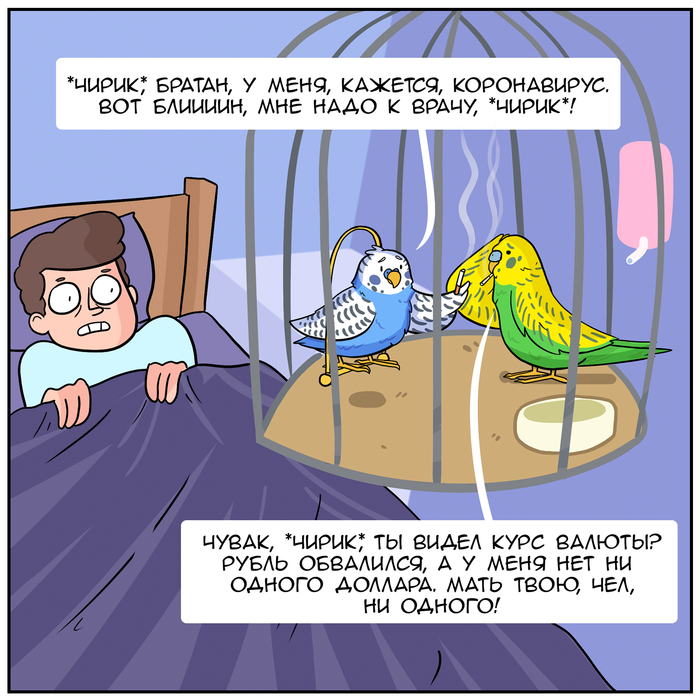 *ЧИРИК*, БРАТАН, У МЕНЯ, КАЖЕТСЯ, КОРОНАВИРУС.
ВОТ БЛИИИИН, МНЕ НАДО К ВРАЧУ, *ЧИРИК*!
ЧУВАК, *ЧИРИК*, ТЫ ВИДЕЛ КУРС ВАЛЮТЫ?
РУБЛЬ ОБВАЛИЛСЯ, А У МЕНЯ НЕТ НИ
ОДНОГО ДОЛЛАРА. МАТЬ ТВОЮ, ЧЕЛ,
НИ ОДНОГО!